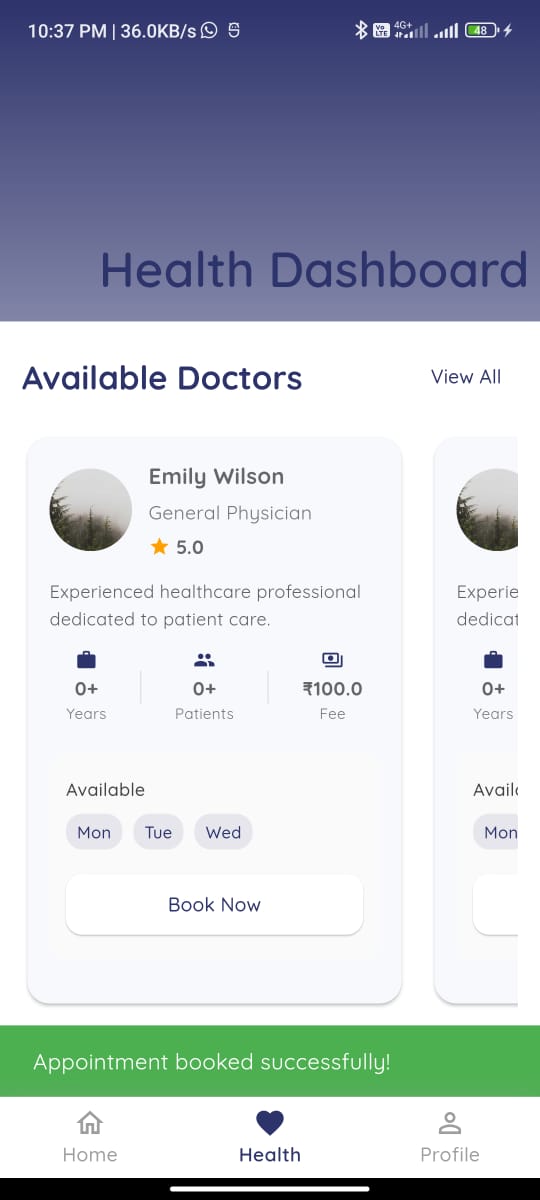 10:37 PM | 36.0KB/s
Vo LTE 4G+ 48
Health Dashboard
Available Doctors
View All
Emily Wilson
General Physician
5.0
Experienced healthcare professional
dedicated to patient care.
0+ 0+ ₹100.0
Years Patients Fee
Available
Mon Tue Wed
Book Now
Experie
dedicat
0+
Years
Availa
Mon
Appointment booked successfully!
Home Health Profile